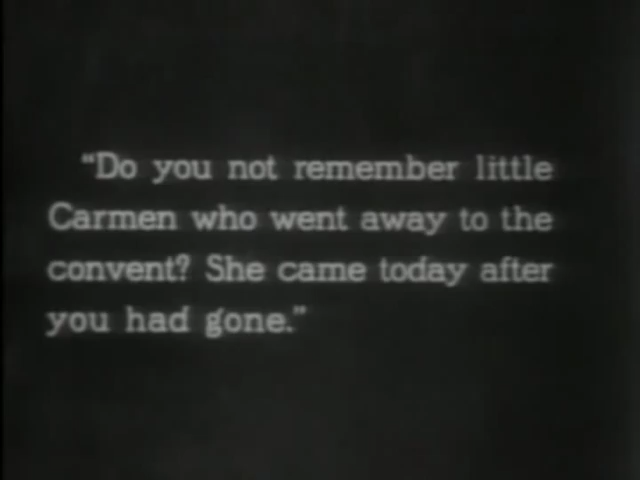 “Do you not remember little
Carmen who went away to the
convent? She came today after
you had gone.”